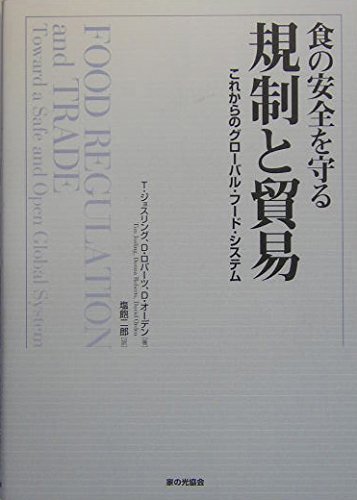 食の安全を守る
規制と貿易
これからのグローバル・フード・システム
T・ジョスリング、D・ロバーツ、D・オーデン[著]
Tim Josling, Donna Roberts, David Orden
塩飽二郎[訳]
FOOD REGULATION
and TRADE
Toward a Safe and Open Global System
家の光協会